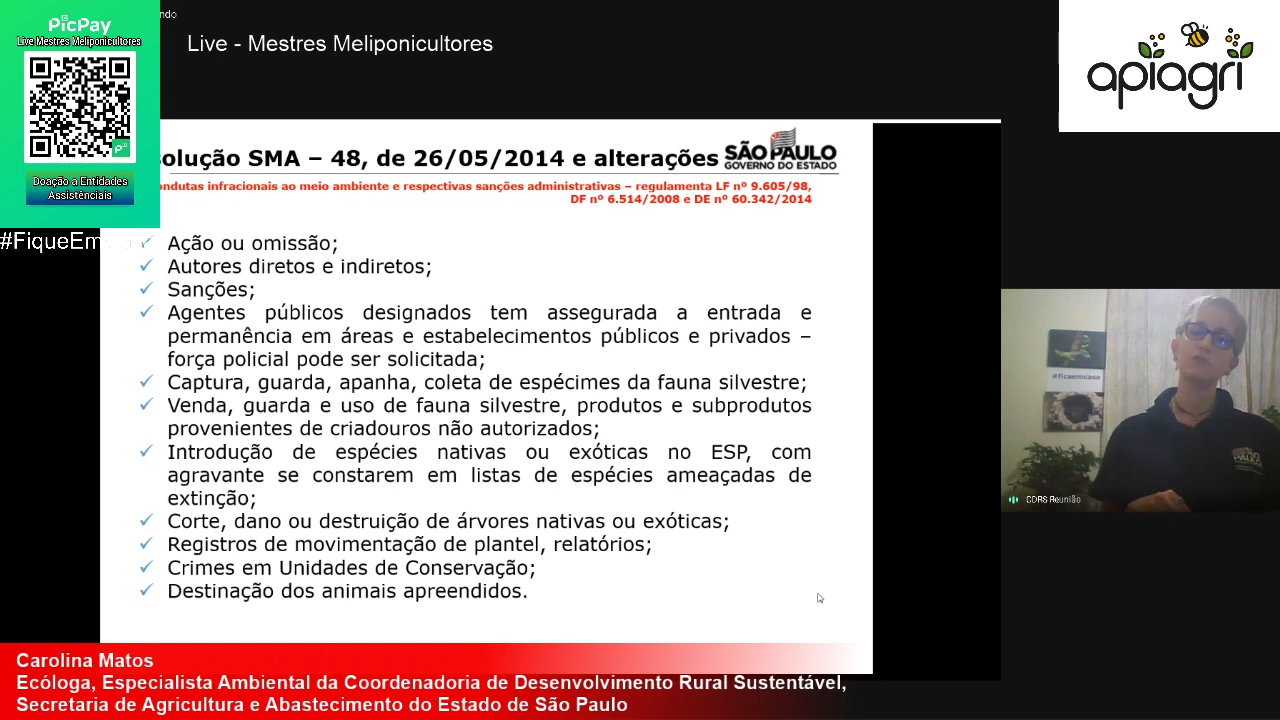 PicPay
Live Mestres Meliponicultores
Doação a Entidades
Assistênciais
#FiqueEm
ndo
Live - Mestres Meliponicultores
apiagri
solução SMA – 48, de 26/05/2014 e alterações
SÃO PAULO
GOVERNO DO ESTADO
ondutas infracionais ao meio ambiente e respectivas sanções administrativas – regulamenta LF nº 9.605/98,
DF nº 6.514/2008 e DE nº 60.342/2014
✓ Ação ou omissão;
✓ Autores diretos e indiretos;
✓ Sanções;
✓ Agentes públicos designados tem assegurada a entrada e
permanência em áreas e estabelecimentos públicos e privados –
força policial pode ser solicitada;
✓ Captura, guarda, apanha, coleta de espécimes da fauna silvestre;
✓ Venda, guarda e uso de fauna silvestre, produtos e subprodutos
provenientes de criadouros não autorizados;
✓ Introdução de espécies nativas ou exóticas no ESP, com
agravante se constarem em listas de espécies ameaçadas de
extinção;
✓ Corte, dano ou destruição de árvores nativas ou exóticas;
✓ Registros de movimentação de plantel, relatórios;
✓ Crimes em Unidades de Conservação;
✓ Destinação dos animais apreendidos.
#ficaemcasa
CDRS Reunião
Carolina Matos
Ecóloga, Especialista Ambiental da Coordenadoria de Desenvolvimento Rural Sustentável,
Secretaria de Agricultura e Abastecimento do Estado de São Paulo